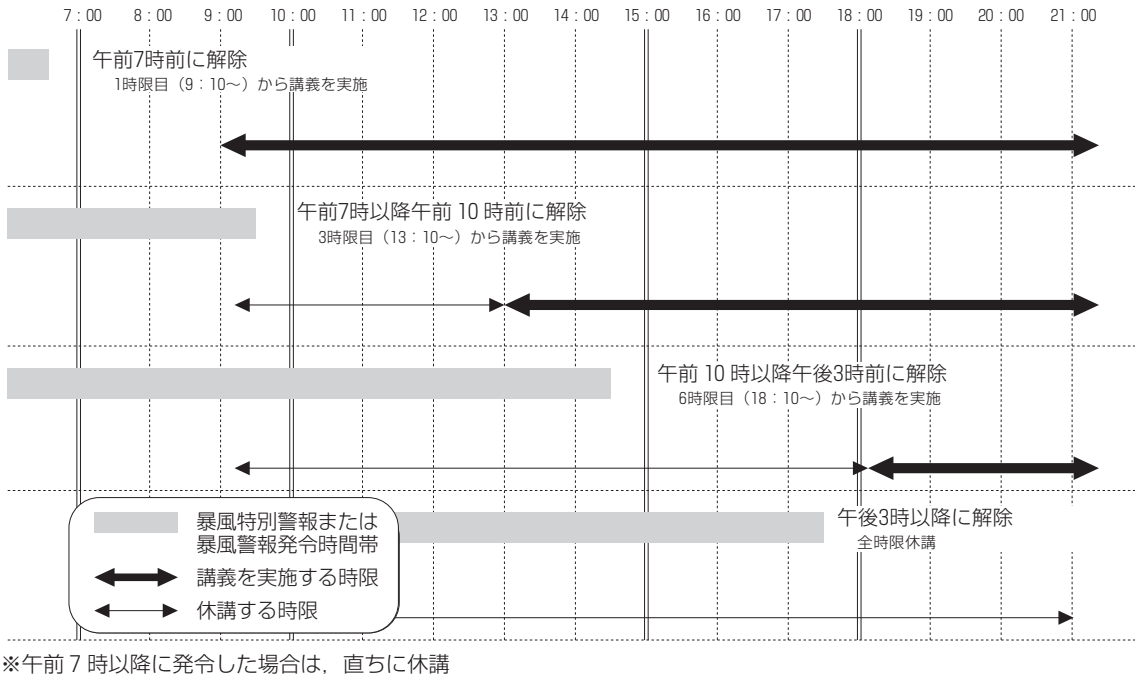 7：00 8：00 9：00 10：00 11：00 12：00 13：00 14：00 15：00 16：00 17：00 18：00 19：00 20：00 21：00
午前7時前に解除
1時限目（9：10〜）から講義を実施
午前7時以降午前 10 時前に解除
3時限目（13：10〜）から講義を実施
午前 10 時以降午後3時前に解除
6時限目（18：10〜）から講義を実施
午後3時以降に解除
全時限休講
暴風特別警報または
暴風警報発令時間帯
講義を実施する時限
休講する時限
※午前 7 時以降に発令した場合は，直ちに休講